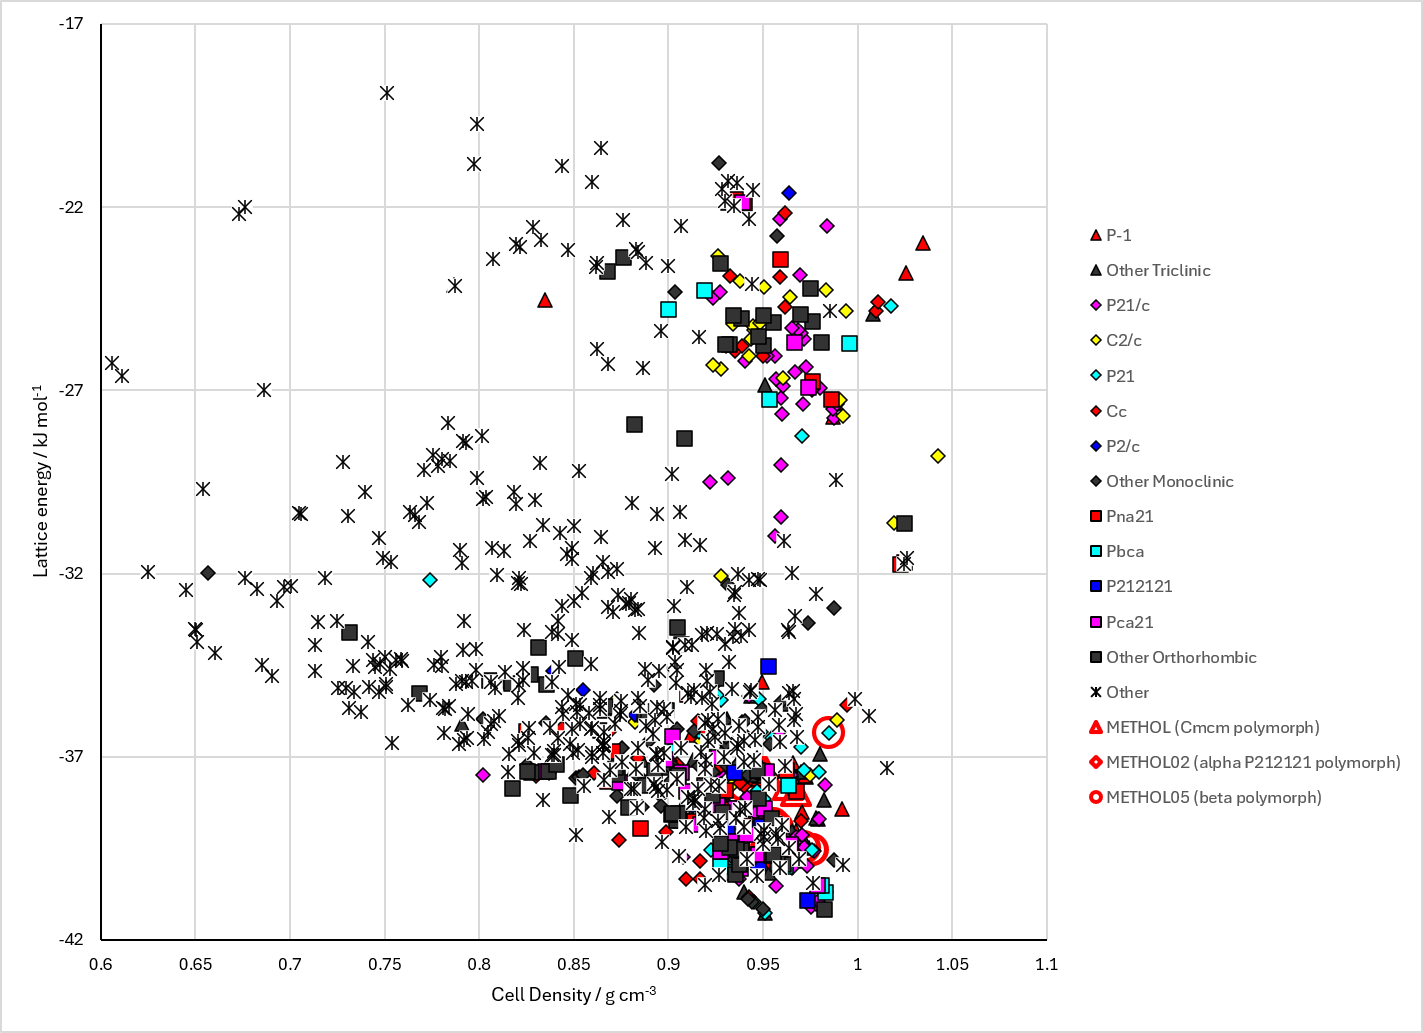 -17
-22
-27
-32
-37
-42
Lattice energy / kJ mol-1
0.6 0.65 0.7 0.75 0.8 0.85 0.9 0.95 1 1.05 1.1
Cell Density / g cm-3
P-1
Other Triclinic
P21/c
C2/c
P21
Cc
P2/c
Other Monoclinic
Pna21
Pbca
P212121
Pca21
Other Orthorhombic
Other
METHOL (Cmcm polymorph)
METHOL02 (alpha P212121 polymorph)
METHOL05 (beta polymorph)